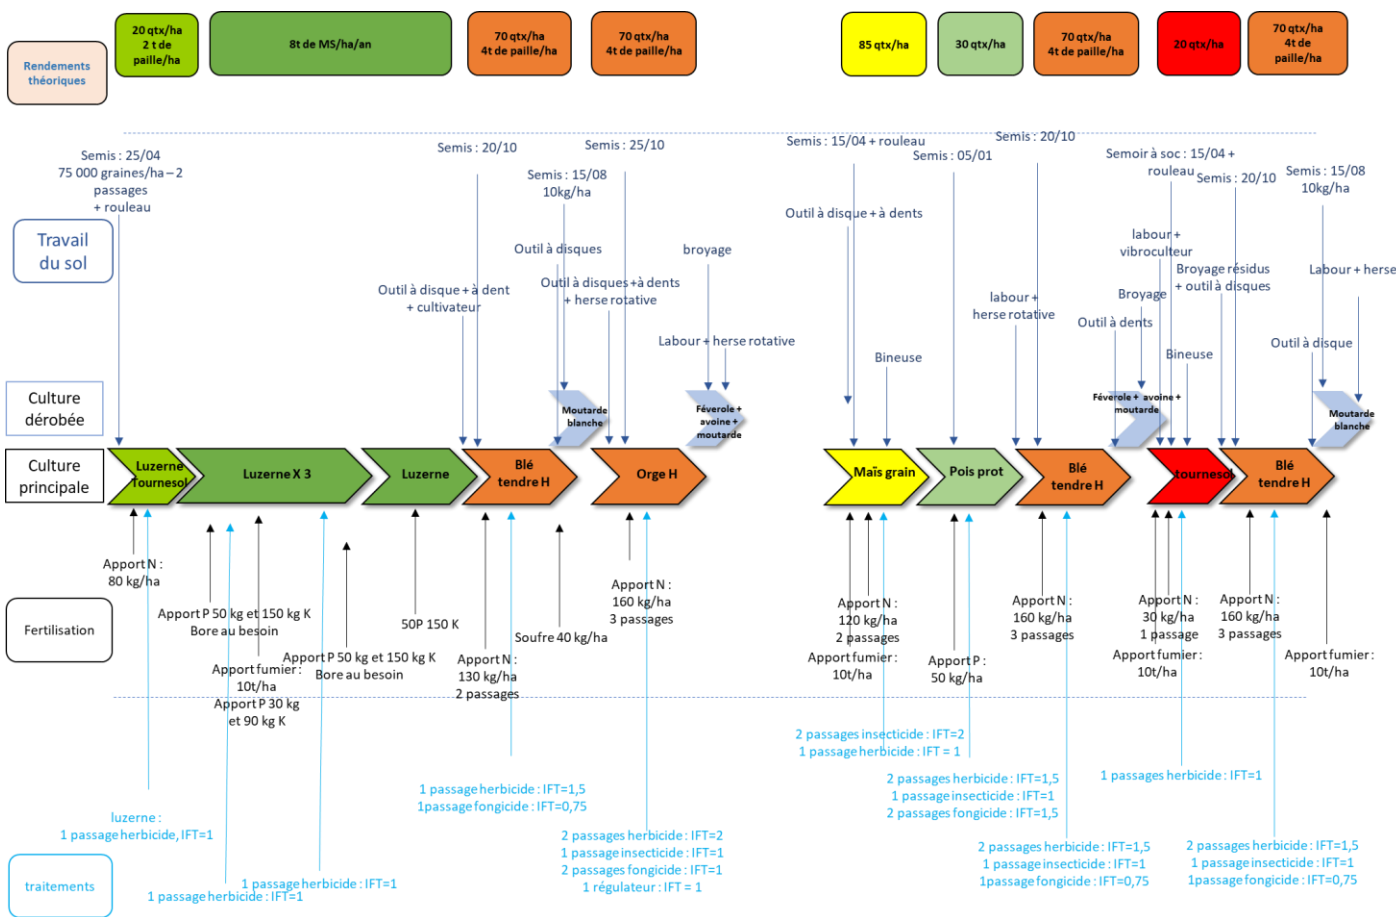 Rendements
théoriques
20 qtx/ha
2 t de
paille/ha
8t de MS/ha/an
70 qtx/ha
4t de paille/ha
70 qtx/ha
4t de paille/ha
85 qtx/ha
30 qtx/ha
70 qtx/ha
4t de paille/ha
20 qtx/ha
70 qtx/ha
4t de
paille/ha
Travail
du sol
Semis : 25/04
75 000 graines/ha – 2
passages
+ rouleau
Outil à disque + à dent
+ cultivateur
Semis : 20/10
Outil à disques
Semis : 15/08
10kg/ha
Outil à disques +à dents
+ herse rotative
Semis : 25/10
broyage
Labour + herse rotative
Outil à disque + à dents
Semis : 15/04 + rouleau
Bineuse
Semis : 05/01
labour +
herse rotative
Semis : 20/10
Outil à dents
Broyage
labour +
vibroculteur
Semoir à soc : 15/04 +
rouleau
Bineuse
Broyage résidus
+ outil à disques
Semis : 20/10
Outil à disque
Semis : 15/08
10kg/ha
Labour + herse
Culture
dérobée
Moutarde
blanche
Féverole +
avoine +
moutarde
Féverole + avoine +
moutarde
Moutarde
blanche
Culture
principale
Luzerne
Tournesol
Luzerne X 3
Luzerne
Blé
tendre H
Orge H
Maïs grain
Pois prot
Blé
tendre H
tournesol
Blé
tendre H
Fertilisation
Apport N :
80 kg/ha
Apport P 50 kg et 150 kg K
Bore au besoin
Apport fumier :
10t/ha
Apport P 30 kg
et 90 kg K
Apport P 50 kg et 150 kg K
Bore au besoin
50P 150 K
Apport N :
130 kg/ha
2 passages
Soufre 40 kg/ha
Apport N :
160 kg/ha
3 passages
Apport N :
120 kg/ha
2 passages
Apport fumier :
10t/ha
Apport P :
50 kg/ha
Apport N :
160 kg/ha
3 passages
Apport N :
30 kg/ha
1 passage
Apport fumier :
10t/ha
Apport N :
160 kg/ha
3 passages
Apport fumier :
10t/ha
traitements
luzerne :
1 passage herbicide, IFT=1
1 passage herbicide : IFT=1
1 passage herbicide : IFT=1
1 passage herbicide : IFT=1,5
1passage fongicide : IFT=0,75
2 passages herbicide : IFT=2
1 passage insecticide : IFT=1
2 passages fongicide : IFT=1
1 régulateur : IFT = 1
2 passages insecticide : IFT=2
1 passage herbicide : IFT = 1
2 passages herbicide : IFT=1,5
1 passage insecticide : IFT=1
2 passages fongicide : IFT=1,5
2 passages herbicide : IFT=1,5
1 passage insecticide : IFT=1
1passage fongicide : IFT=0,75
1 passages herbicide : IFT=1
2 passages herbicide : IFT=1,5
1 passage insecticide : IFT=1
1passage fongicide : IFT=0,75